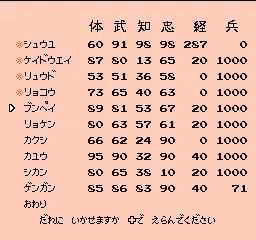 体 武 知 忠 経 兵
※シュウユ 60 91 98 98 287 0
※ケイドウエイ 87 80 13 65 20 1000
※リュウド 53 51 36 58 0 1000
※リョコウ 73 65 40 63 0 1000
▷ブンペイ 89 81 53 67 20 1000
リョケン 80 63 57 61 20 1000
カクシ 66 62 24 90 0 1000
カユウ 95 90 32 90 40 1000
シカン 80 65 38 10 20 1000
ゲンガン 85 86 83 90 40 71
おわり
だれに いかせますか ✚で えらんでください